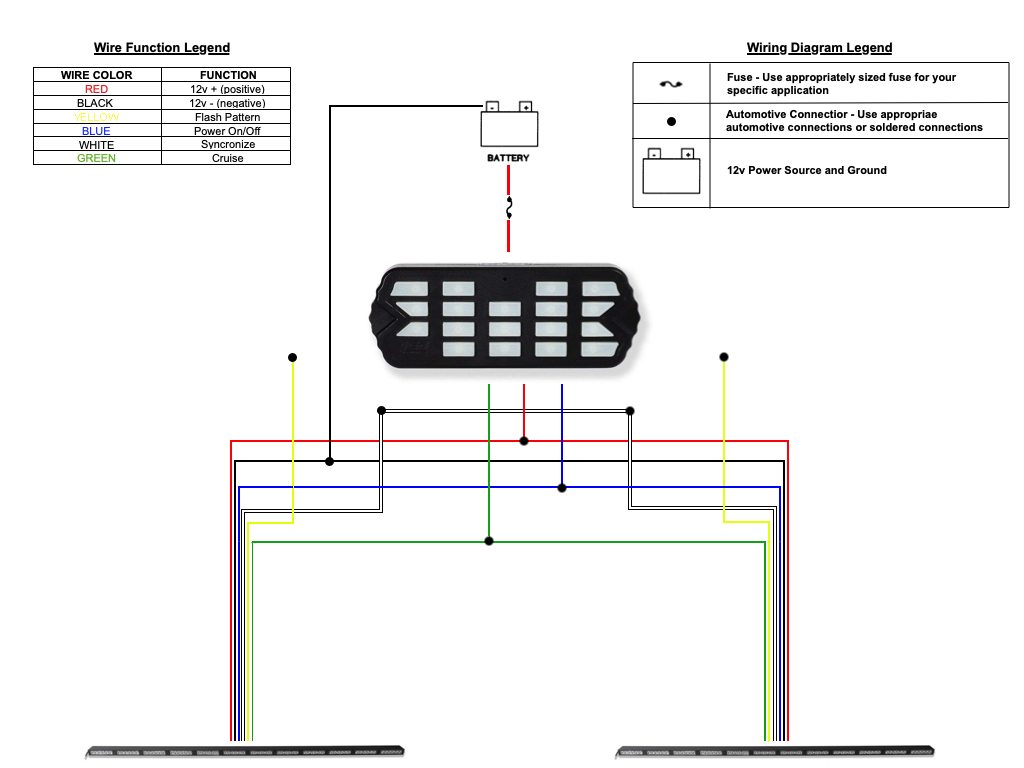 Wire Function Legend
WIRE COLOR FUNCTION
RED 12v + (positive)
BLACK 12v - (negative)
YELLOW Flash Pattern
BLUE Power On/Off
WHITE Syncronize
GREEN Cruise
Wiring Diagram Legend
Fuse - Use appropriately sized fuse for your
specific application
Automotive Connectior - Use appropriae
automotive connections or soldered connections
- +
12v Power Source and Ground
- +
BATTERY